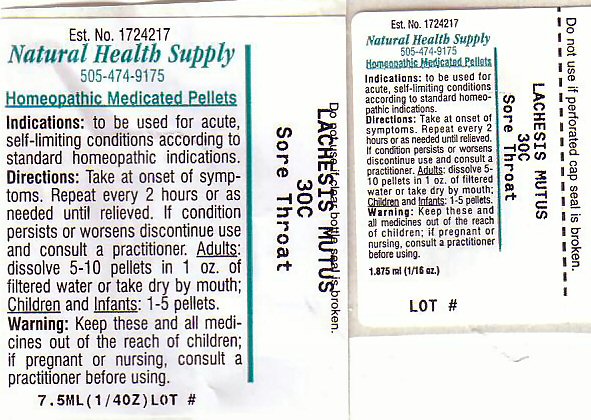 Est. No. 1724217
Natural Health Supply
505-474-9175
Homeopathic Medicated Pellets
Indications: to be used for acute,
self-limiting conditions according to
standard homeopathic indications.
Directions: Take at onset of symp-
toms. Repeat every 2 hours or as
needed until relieved. If condition
persists or worsens discontinue use
and consult a practitioner. Adults:
dissolve 5-10 pellets in 1 oz. of
filtered water or take dry by mouth;
Children and Infants: 1-5 pellets.
Warning: Keep these and all medi-
cines out of the reach of children;
if pregnant or nursing, consult a
practitioner before using.
7.5ML(1/4OZ)LOT #
Do not use if clear bottle seal is broken.
LACHESIS MUTUS
30C
Sore Throat
Est. No. 1724217
Natural Health Supply
505-474-9175
Homeopathic Medicated Pellets
Indications: to be used for acute,
self-limiting conditions
according to standard homeo-
pathic indications.
Directions: Take at onset of
symptoms. Repeat every 2
hours or as needed until relieved.
If condition persists or worsens
discontinue use and consult a
practitioner. Adults: dissolve 5-
10 pellets in 1 oz. of filtered
water or take dry by mouth;
Children and Infants: 1-5 pellets.
Warning: Keep these and
all medicines out of the reach
of children; if pregnant or
nursing, consult a practitioner
before using.
1.875 ml (1/16 oz.)
LOT #
Do not use if perforated cap seal is broken.
LACHESIS MUTUS
30C
Sore Throat